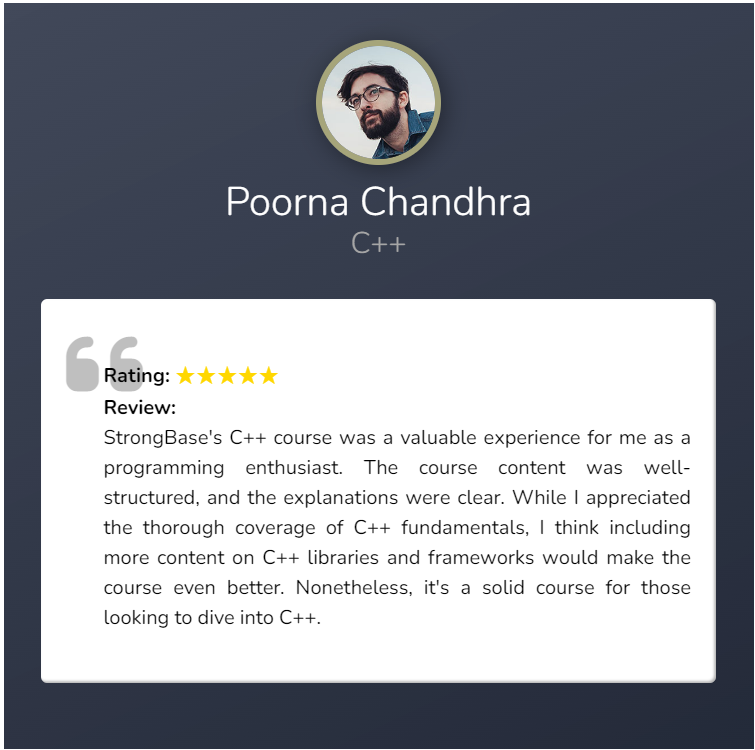 Poorna Chandhra
C++
Rating: ★★★★★
Review:
StrongBase's C++ course was a valuable experience for me as a
programming enthusiast. The course content was well-
structured, and the explanations were clear. While I appreciated
the thorough coverage of C++ fundamentals, I think including
more content on C++ libraries and frameworks would make the
course even better. Nonetheless, it's a solid course for those
looking to dive into C++.